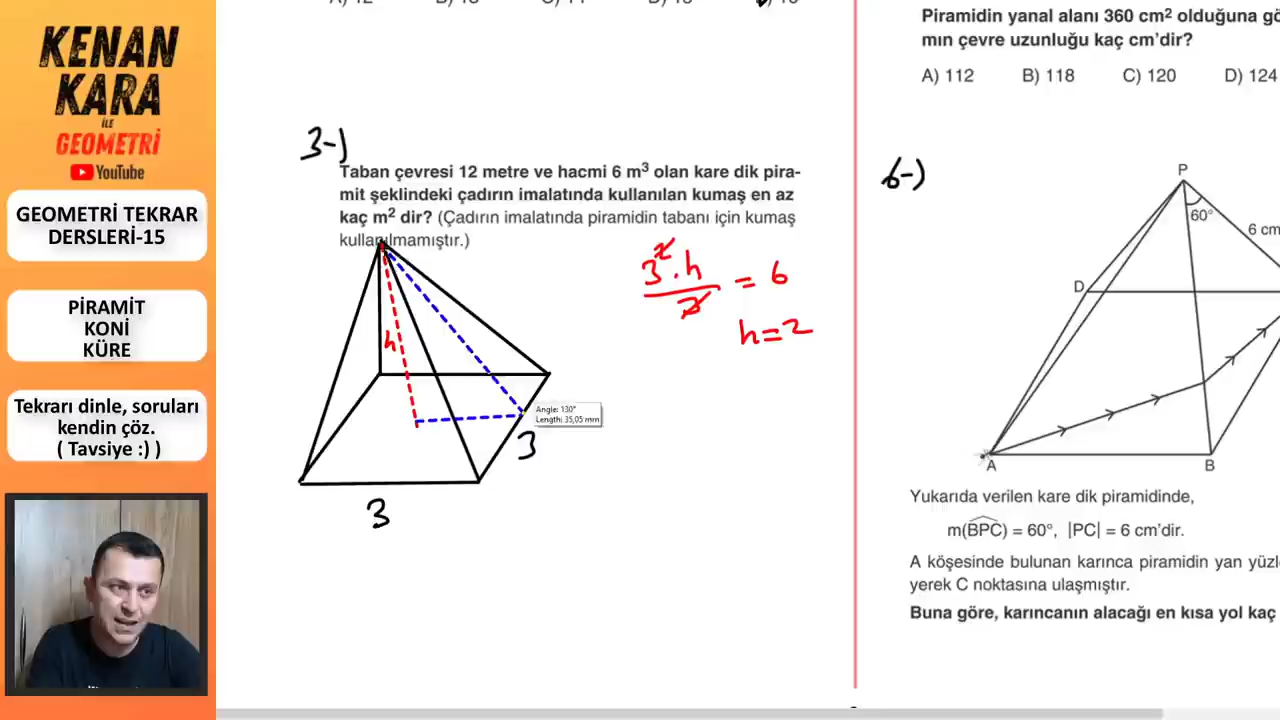 KENAN
KARA
İLE
GEOMETRİ
YouTube
GEOMETRİ TEKRAR
DERSLERİ-15
PİRAMİT
KONİ
KÜRE
Tekrarı dinle, soruları
kendin çöz.
( Tavsiye :) )
3-)
Taban çevresi 12 metre ve hacmi 6 m³ olan kare dik pira-
mit şeklindeki çadırın imalatında kullanılan kumaş en az
kaç m² dir? (Çadırın imalatında piramidin tabanı için kumaş
kullanılmamıştır.)
3² . h / 3 = 6
h = 2
h
Angle: 130°
Length: 35,05 mm
3
3
Piramidin yanal alanı 360 cm² olduğuna
mın çevre uzunluğu kaç cm'dir?
A) 112 B) 118 C) 120 D) 124
6-)
P
60°
6 cm
D
A
B
Yukarıda verilen kare dik piramidinde,
m(BPC) = 60°, |PC| = 6 cm'dir.
A köşesinde bulunan karınca piramidin yan
yerek C noktasına ulaşmıştır.
Buna göre, karıncanın alacağı en kısa yol kaç